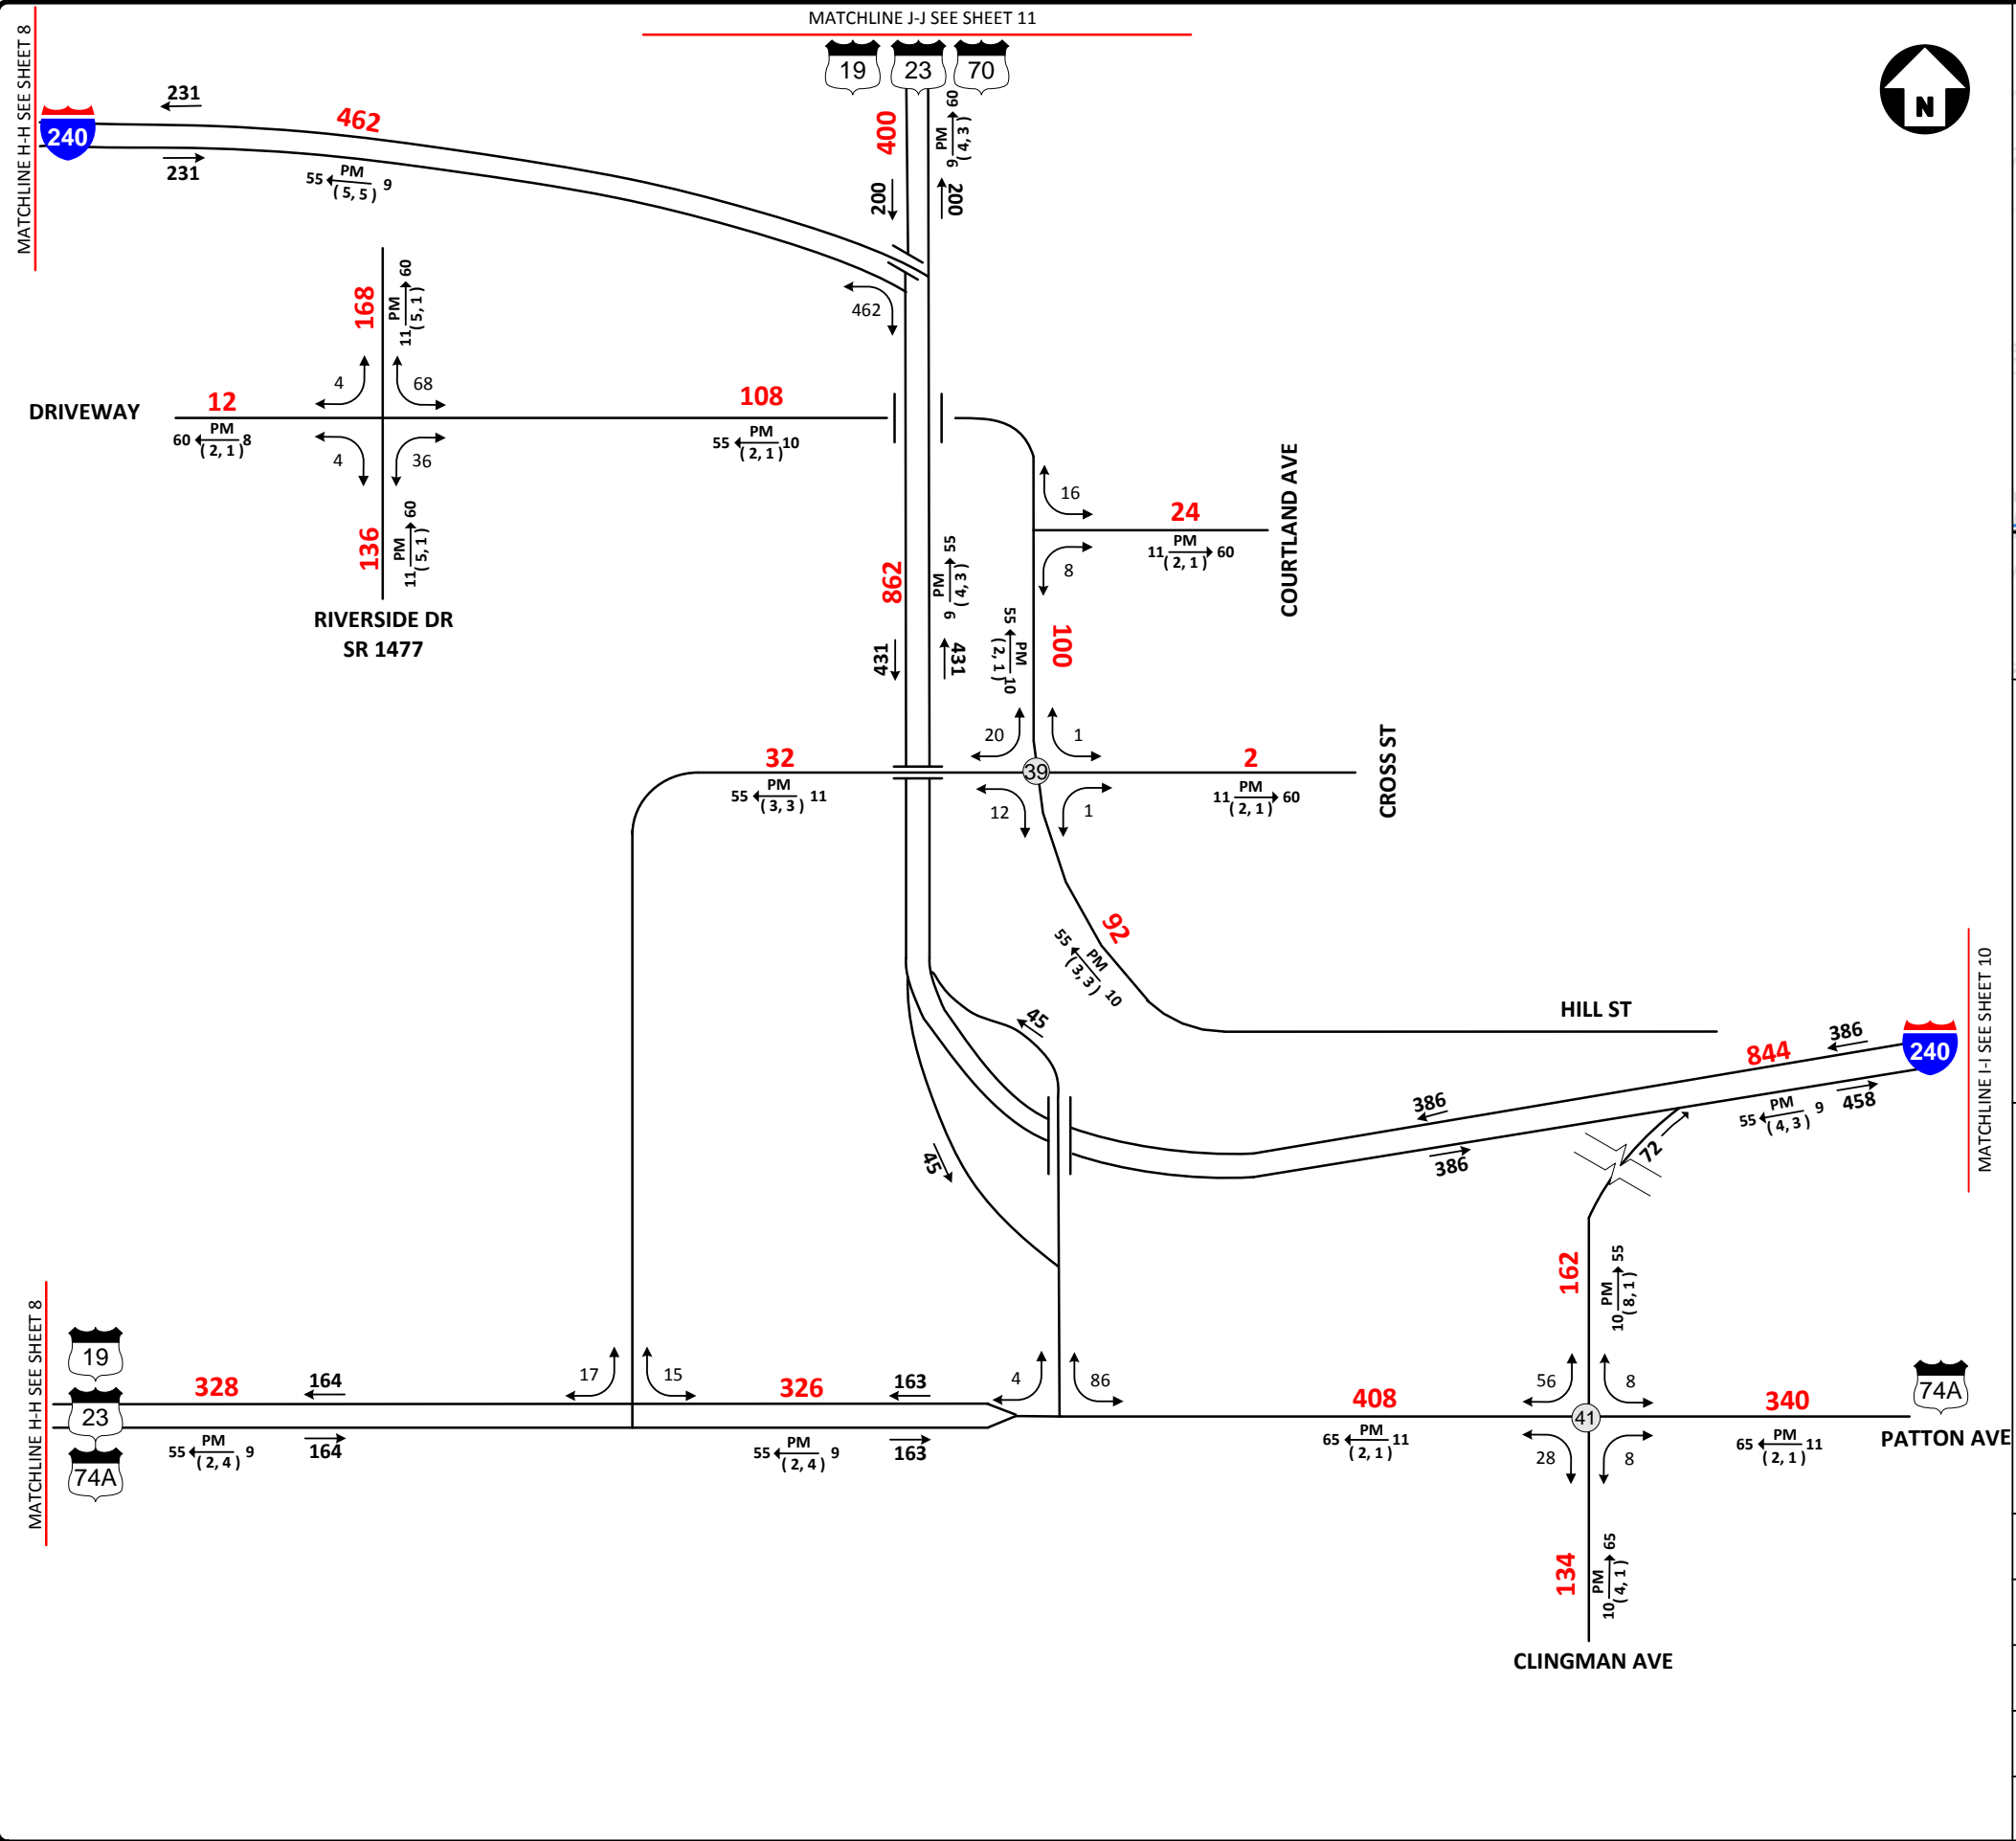 MATCHLINE J-J SEE SHEET 11
MATCHLINE H-H SEE SHEET 8
19 23 70
N
240
231
462
231
55 PM 9
( 5, 5 )
400
9 PM 60
( 4, 3 )
200
200
462
168
11 PM 60
( 5, 1 )
DRIVEWAY
12
60 PM 8
( 2, 1 )
4
68
4
36
108
55 PM 10
( 2, 1 )
136
11 PM 60
( 5, 1 )
RIVERSIDE DR
SR 1477
16
24
11 PM 60
( 2, 1 )
8
COURTLAND AVE
862
9 PM 55
( 4, 3 )
431
431
55 PM 10
( 2, 1 )
100
20
1
32
55 PM 11
( 3, 3 )
39
2
11 PM 60
( 2, 1 )
12
1
CROSS ST
92
55 PM 10
( 3, 3 )
HILL ST
MATCHLINE I-I SEE SHEET 10
240
386
844
55 PM 9
( 4, 3 )
458
45
386
386
45
72
162
10 PM 55
( 8, 1 )
MATCHLINE H-H SEE SHEET 8
19
23
74A
328
164
55 PM 9
( 2, 4 )
164
17
15
326
163
55 PM 9
( 2, 4 )
163
4
86
408
65 PM 11
( 2, 1 )
56
8
41
28
8
340
65 PM 11
( 2, 1 )
74A
PATTON AVE
134
10 PM 65
( 4, 1 )
CLINGMAN AVE